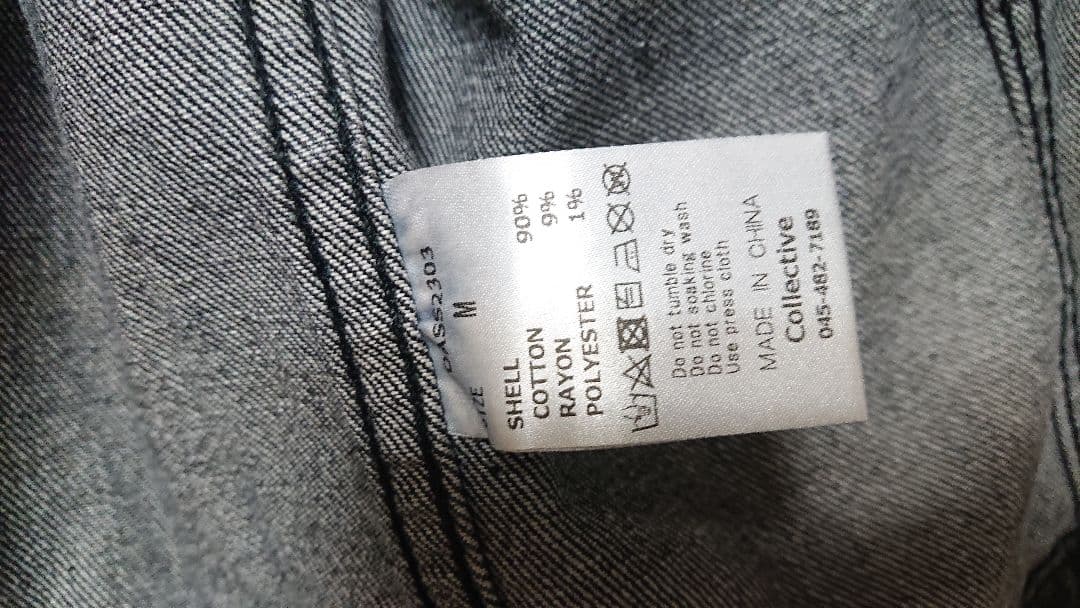 DASS2303
SIZE M
SHELL
COTTON 90%
RAYON 9%
POLYESTER 1%
Do not tumble dry
Do not soaking wash
Do not chlorine
Use press cloth
MADE IN CHINA
Collective
045-482-7189